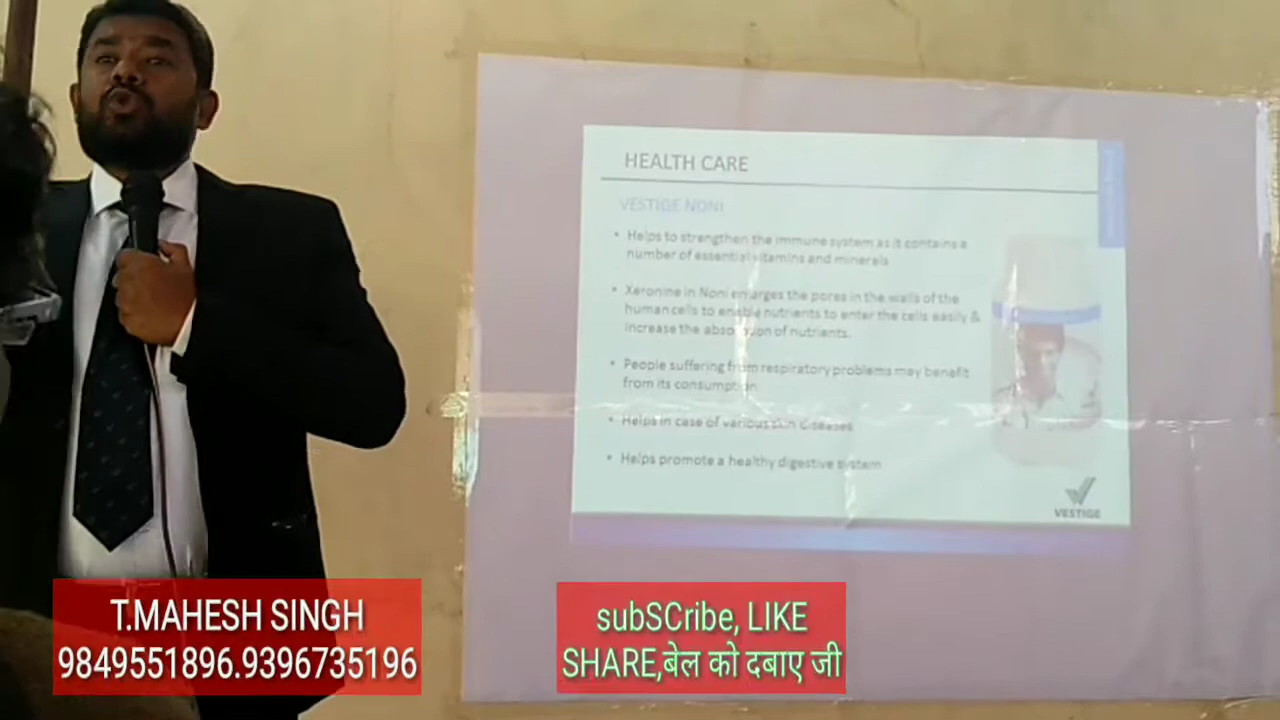 HEALTH CARE
VESTIGE NONI
• Helps to strengthen the immune system as it contains a
number of essential vitamins and minerals
• Xeronine in Noni enlarges the pores in the walls of the
human cells to enable nutrients to enter the cells easily &
increase the absorption of nutrients.
• People suffering from respiratory problems may benefit
from its consumption
• Helps in case of various skin diseases
• Helps promote a healthy digestive system
VESTIGE
T.MAHESH SINGH
9849551896.9396735196
subSCribe, LIKE
SHARE,बेल को दबाए जी